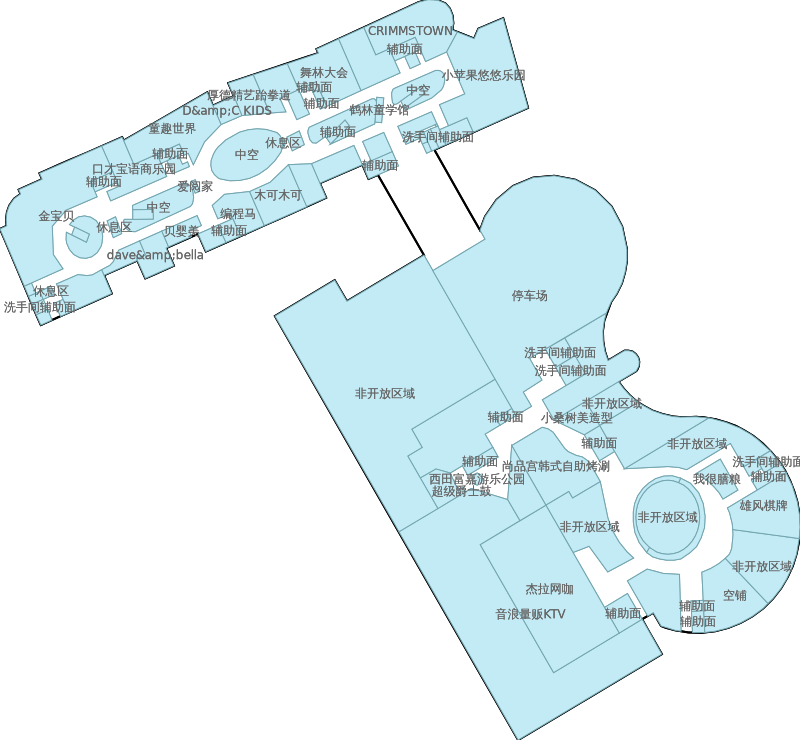 CRIMMSTOWN
辅助面
舞林大会
小苹果悠悠乐园
辅助面
中空
厚德精艺跆拳道
辅助面
D&amp;C KIDS
鹤林童学馆
童趣世界
辅助面
洗手间辅助面
休息区
辅助面
中空
口才宝语商乐园
辅助面
辅助面
爱阅家
木可木可
中空
金宝贝
编程马
休息区
贝婴荟
辅助面
dave&amp;bella
休息区
洗手间辅助面
停车场
洗手间辅助面
洗手间辅助面
非开放区域
非开放区域
辅助面
小桑树美造型
辅助面
非开放区域
辅助面
尚品宫韩式自助烤涮
洗手间辅助面
西田富嘉游乐公园
我很膳粮
辅助面
超级爵士鼓
雄风棋牌
非开放区域
非开放区域
非开放区域
杰拉网咖
空铺
音浪量贩KTV
辅助面
辅助面
辅助面